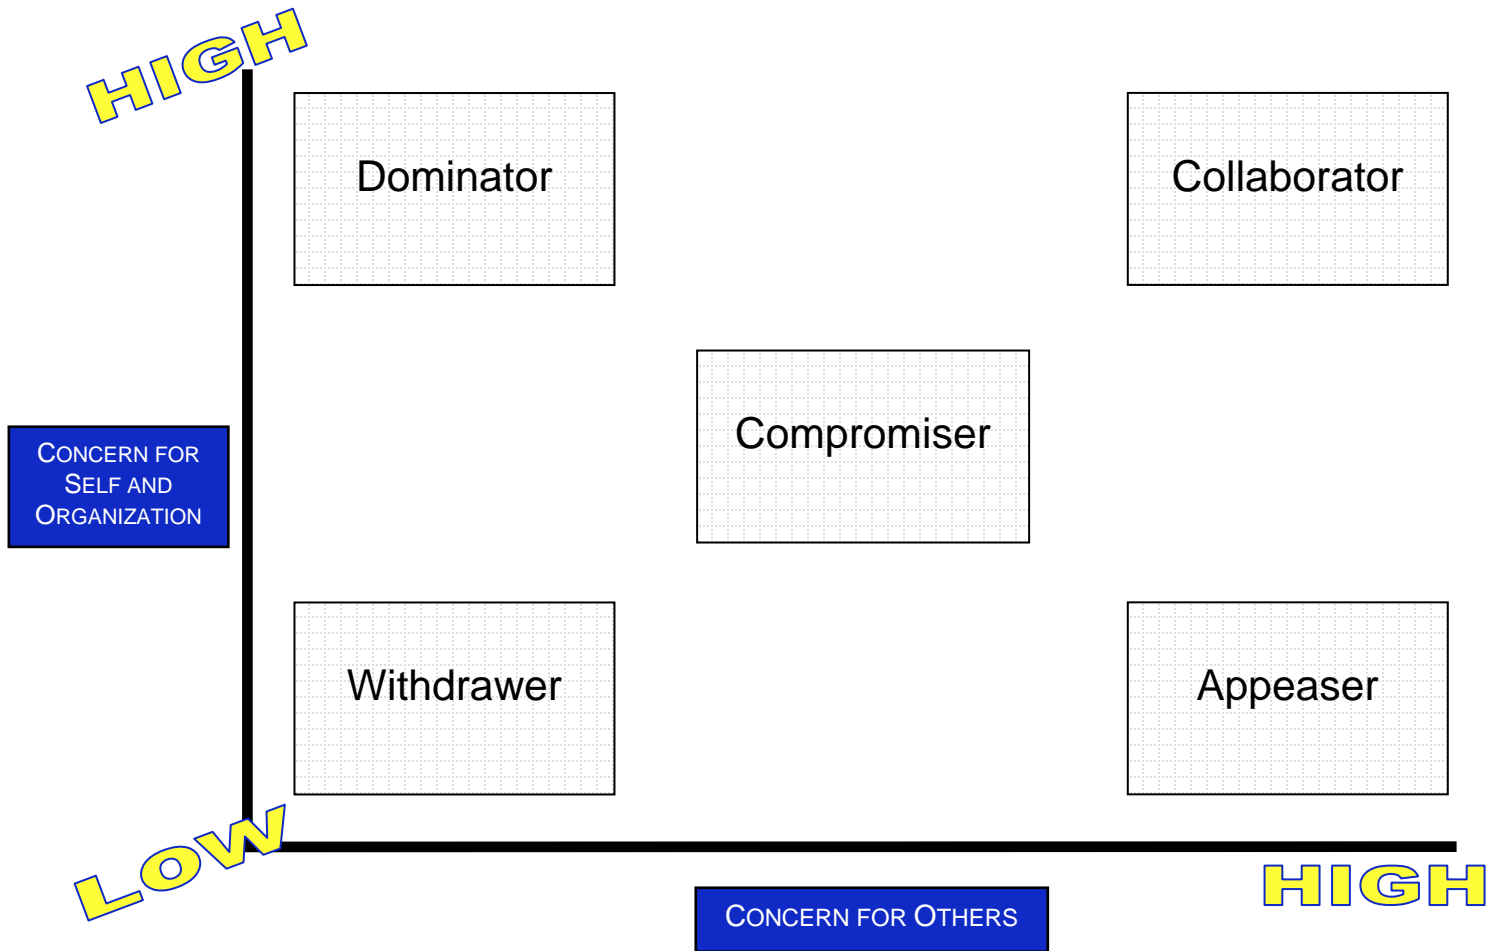 HIGH
Dominator
Collaborator
Compromiser
CONCERN FOR
SELF AND
ORGANIZATION
Withdrawer
Appeaser
LOW
HIGH
CONCERN FOR OTHERS